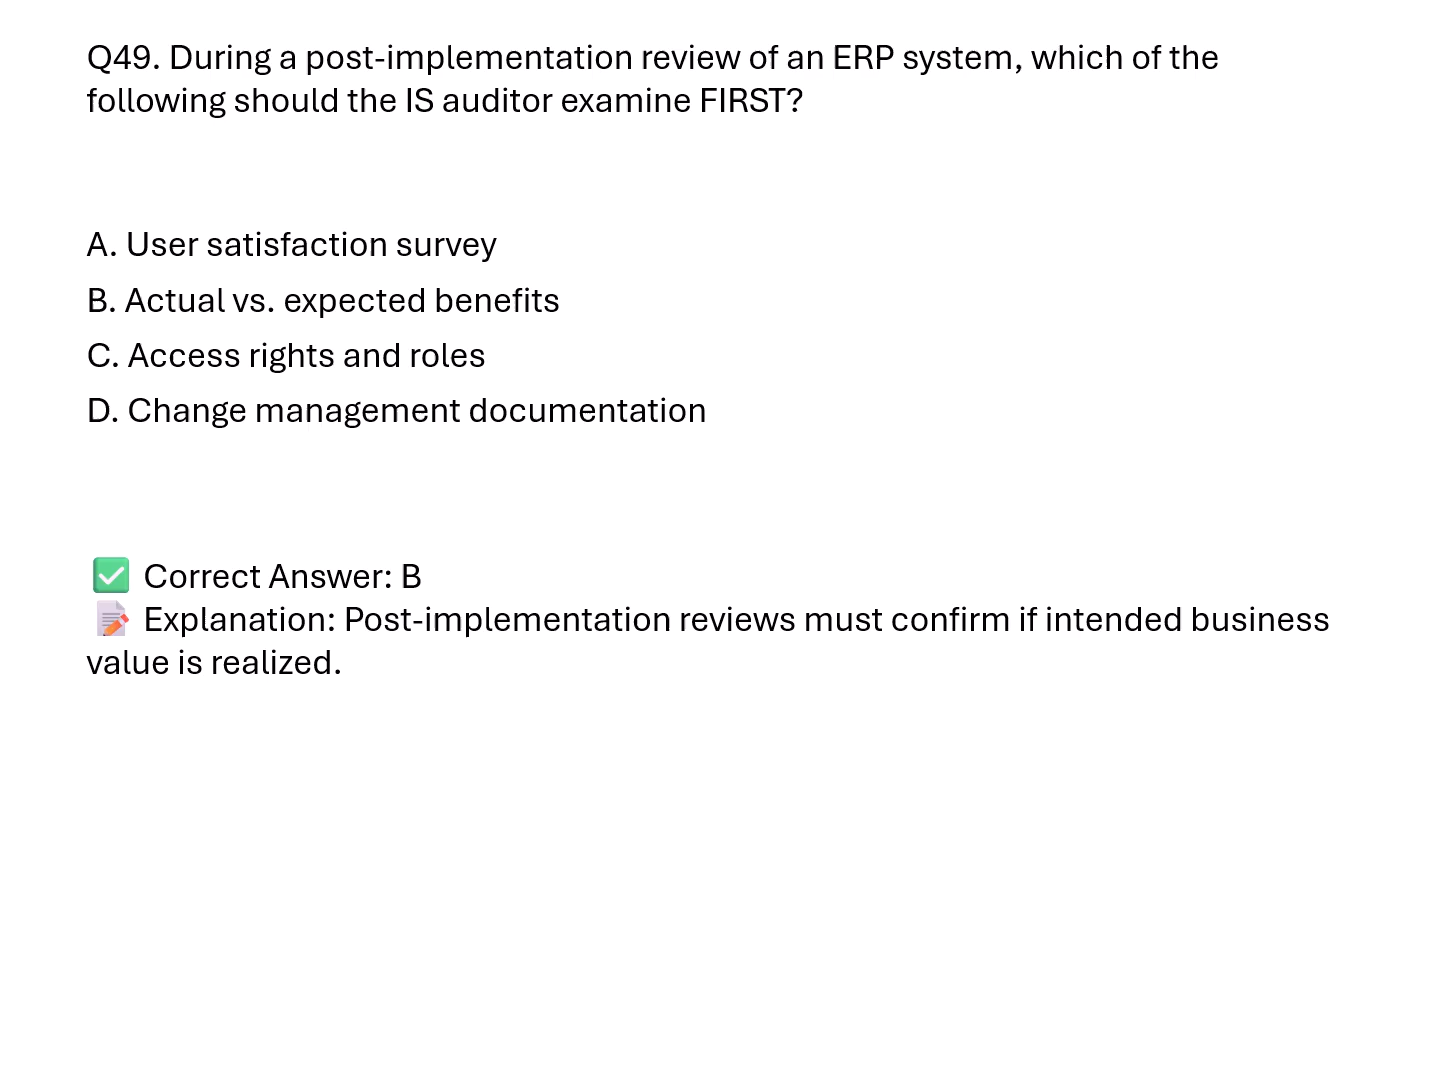 Q49. During a post-implementation review of an ERP system, which of the
following should the IS auditor examine FIRST?
A. User satisfaction survey
B. Actual vs. expected benefits
C. Access rights and roles
D. Change management documentation
✅ Correct Answer: B
📝 Explanation: Post-implementation reviews must confirm if intended business
value is realized.